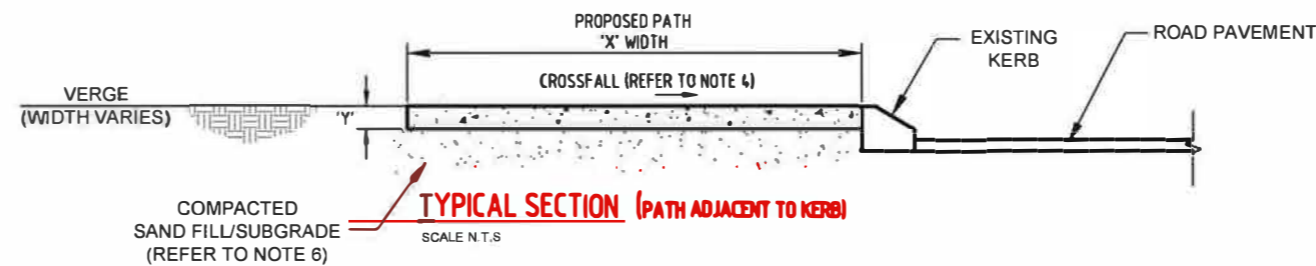 PROPOSED PATH
'X' WIDTH
EXISTING
KERB
ROAD PAVEMENT
CROSSFALL (REFER TO NOTE 4)
VERGE
(WIDTH VARIES)
'Y'
COMPACTED
SAND FILL/SUBGRADE
(REFER TO NOTE 6)
TYPICAL SECTION (PATH ADJACENT TO KERB)
SCALE N.T.S